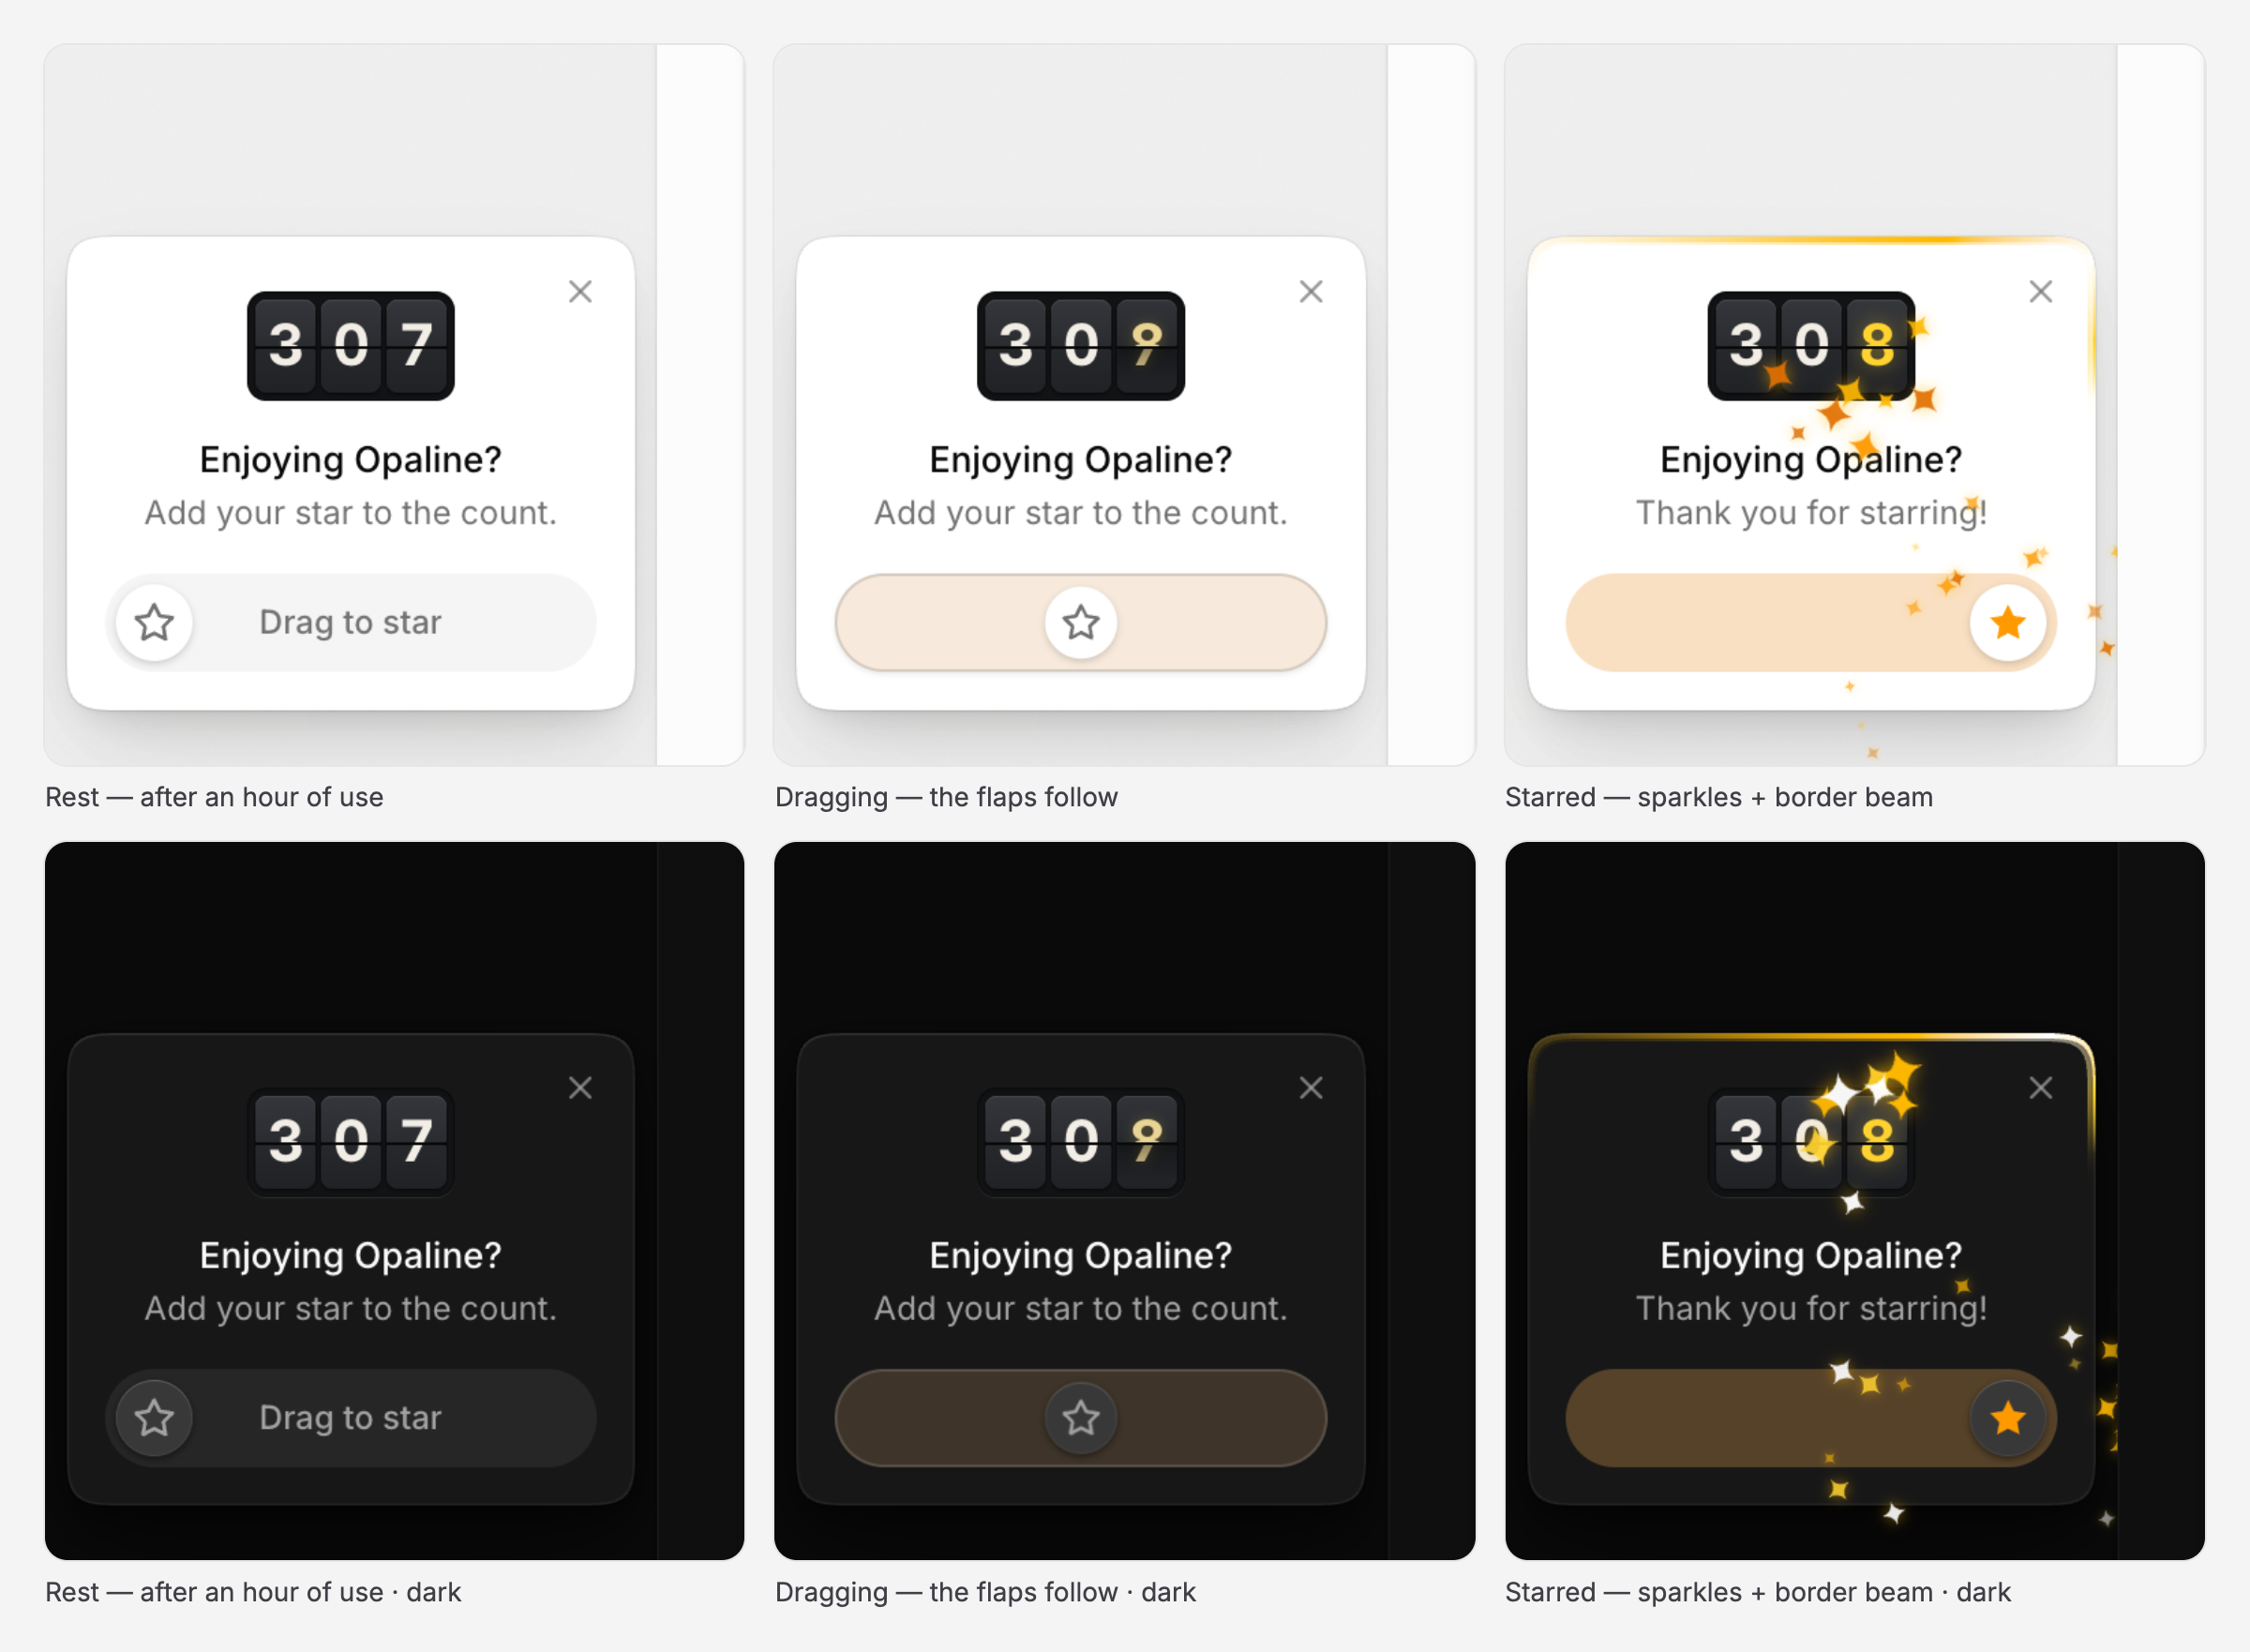 307
Enjoying Opaline?
Add your star to the count.
Drag to star
Rest — after an hour of use
30
Enjoying Opaline?
Add your star to the count.
Dragging — the flaps follow
308
Enjoying Opaline?
Thank you for starring!
Starred — sparkles + border beam
307
Enjoying Opaline?
Add your star to the count.
Drag to star
Rest — after an hour of use · dark
30
Enjoying Opaline?
Add your star to the count.
Dragging — the flaps follow · dark
308
Enjoying Opaline?
Thank you for starring!
Starred — sparkles + border beam · dark